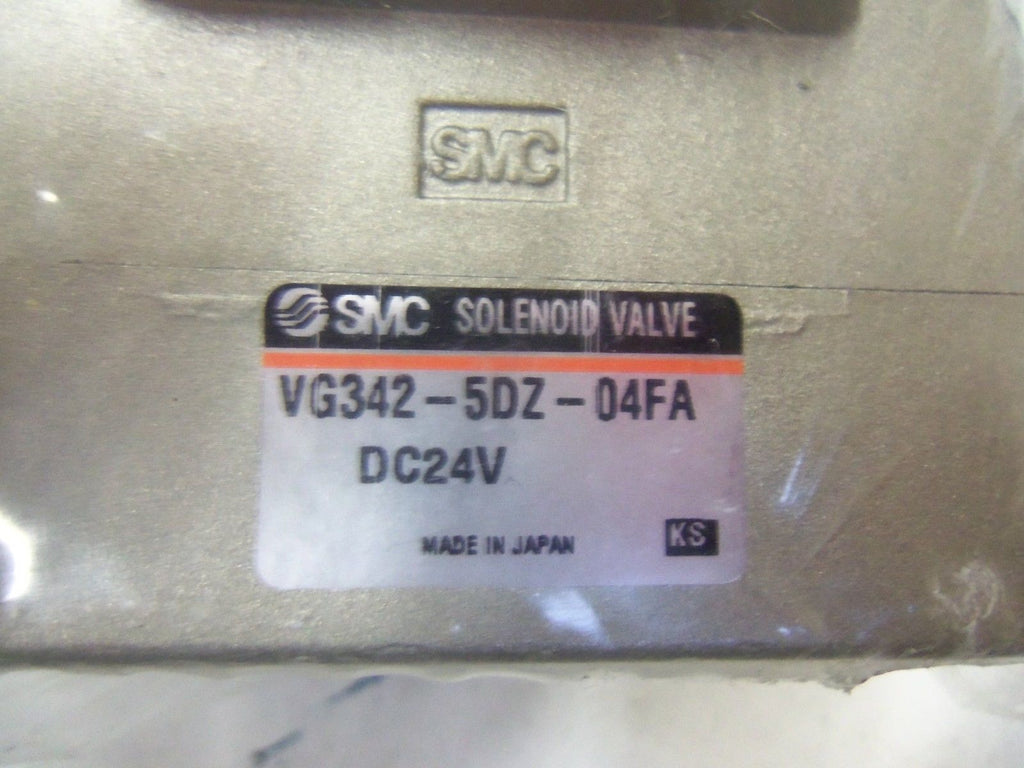 SMC
SMC SOLENOID VALVE
VG342-5DZ-04FA
DC24V
MADE IN JAPAN
KS